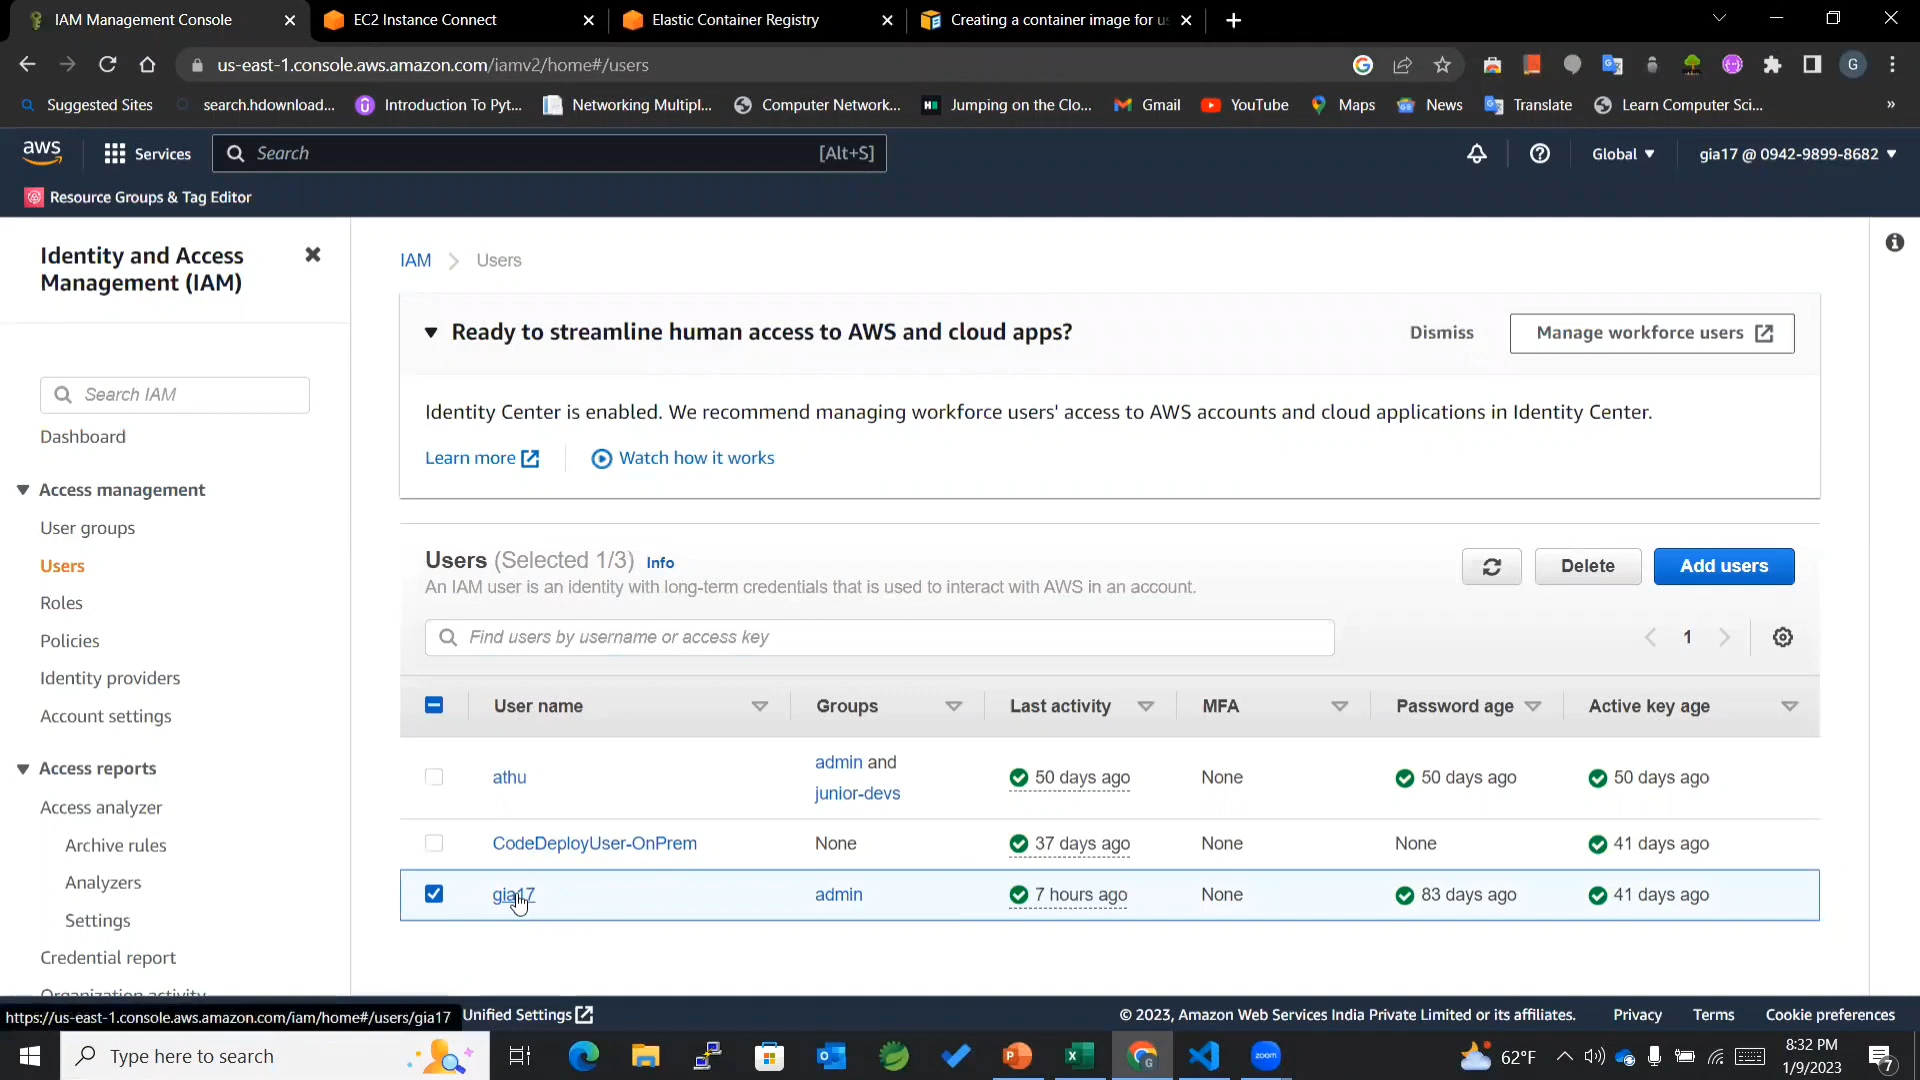 IAM Management Console
EC2 Instance Connect
Elastic Container Registry
Creating a container image for us
us-east-1.console.aws.amazon.com/iamv2/home#/users
G
Suggested Sites
search.hdownload...
Introduction To Pyt...
Networking Multipl...
Computer Network...
Jumping on the Clo...
Gmail
YouTube
Maps
News
Translate
Learn Computer Sci...
»
aws
Services
Search
[Alt+S]
Global
gia17 @ 0942-9899-8682
Resource Groups & Tag Editor
Identity and Access
Management (IAM)
Search IAM
Dashboard
Access management
User groups
Users
Roles
Policies
Identity providers
Account settings
Access reports
Access analyzer
Archive rules
Analyzers
Settings
Credential report
Organization activity
IAM
Users
Ready to streamline human access to AWS and cloud apps?
Dismiss
Manage workforce users
Identity Center is enabled. We recommend managing workforce users' access to AWS accounts and cloud applications in Identity Center.
Learn more
Watch how it works
Users (Selected 1/3) Info
An IAM user is an identity with long-term credentials that is used to interact with AWS in an account.
Delete
Add users
Find users by username or access key
1
User name
Groups
Last activity
MFA
Password age
Active key age
athu
admin and
junior-devs
50 days ago
None
50 days ago
50 days ago
CodeDeployUser-OnPrem
None
37 days ago
None
None
41 days ago
gia17
admin
7 hours ago
None
83 days ago
41 days ago
https://us-east-1.console.aws.amazon.com/iam/home#/users/gia17
Unified Settings
© 2023, Amazon Web Services India Private Limited or its affiliates.
Privacy
Terms
Cookie preferences
Type here to search
zoom
62°F
8:32 PM
1/9/2023
7